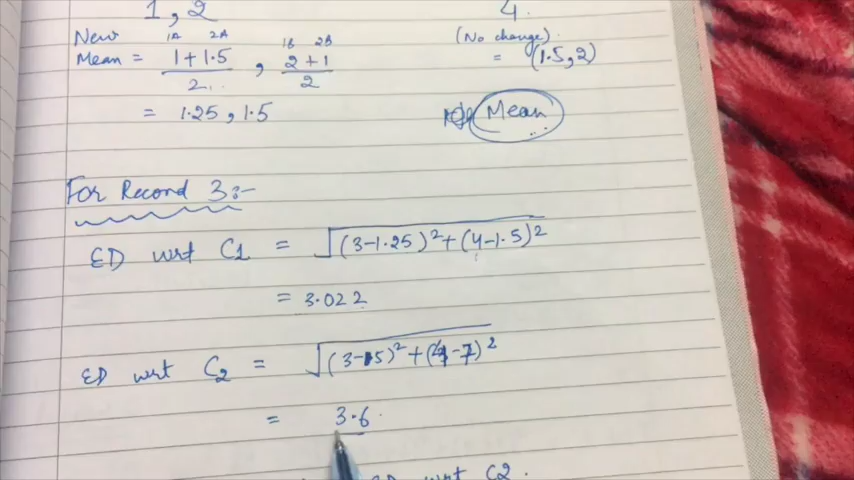 1, 2
4.
New
1A 2A 1B 2B
(No change)
Mean = 1 + 1.5 / 2 , 2 + 1 / 2
= (1.5, 2)
= 1.25, 1.5
Mean
For Record 3:-
ED wrt C1 = √(3-1.25)² + (4-1.5)²
= 3.022
ED wrt C2 = √(3-5)² + (4-7)²
= 3.6
ED wrt C2.